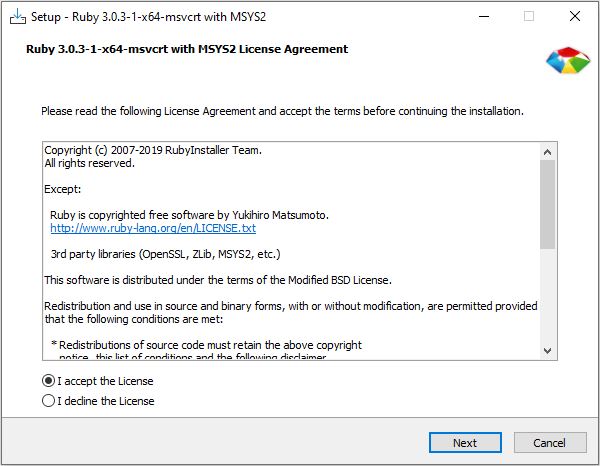 Setup - Ruby 3.0.3-1-x64-msvcrt with MSYS2
Ruby 3.0.3-1-x64-msvcrt with MSYS2 License Agreement
Please read the following License Agreement and accept the terms before continuing the installation.
Copyright (c) 2007-2019 RubyInstaller Team.
All rights reserved.
Except:
Ruby is copyrighted free software by Yukihiro Matsumoto.
http://www.ruby-lang.org/en/LICENSE.txt
3rd party libraries (OpenSSL, ZLib, MSYS2, etc.)
This software is distributed under the terms of the Modified BSD License.
Redistribution and use in source and binary forms, with or without modification, are permitted provided
that the following conditions are met:
* Redistributions of source code must retain the above copyright
notice, this list of conditions and the following disclaimer.
I accept the License
I decline the License
Next
Cancel